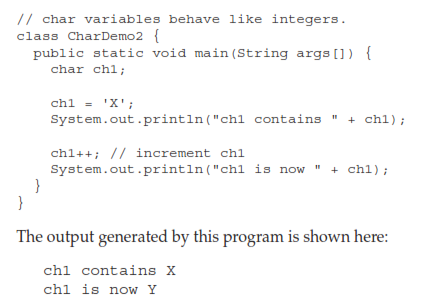 // char variables behave like integers.
class CharDemo2 {
  public static void main(String args[]) {
    char ch1;

    ch1 = 'X';
    System.out.println("ch1 contains " + ch1);

    ch1++; // increment ch1
    System.out.println("ch1 is now " + ch1);
  }
}
The output generated by this program is shown here:
ch1 contains X
ch1 is now Y